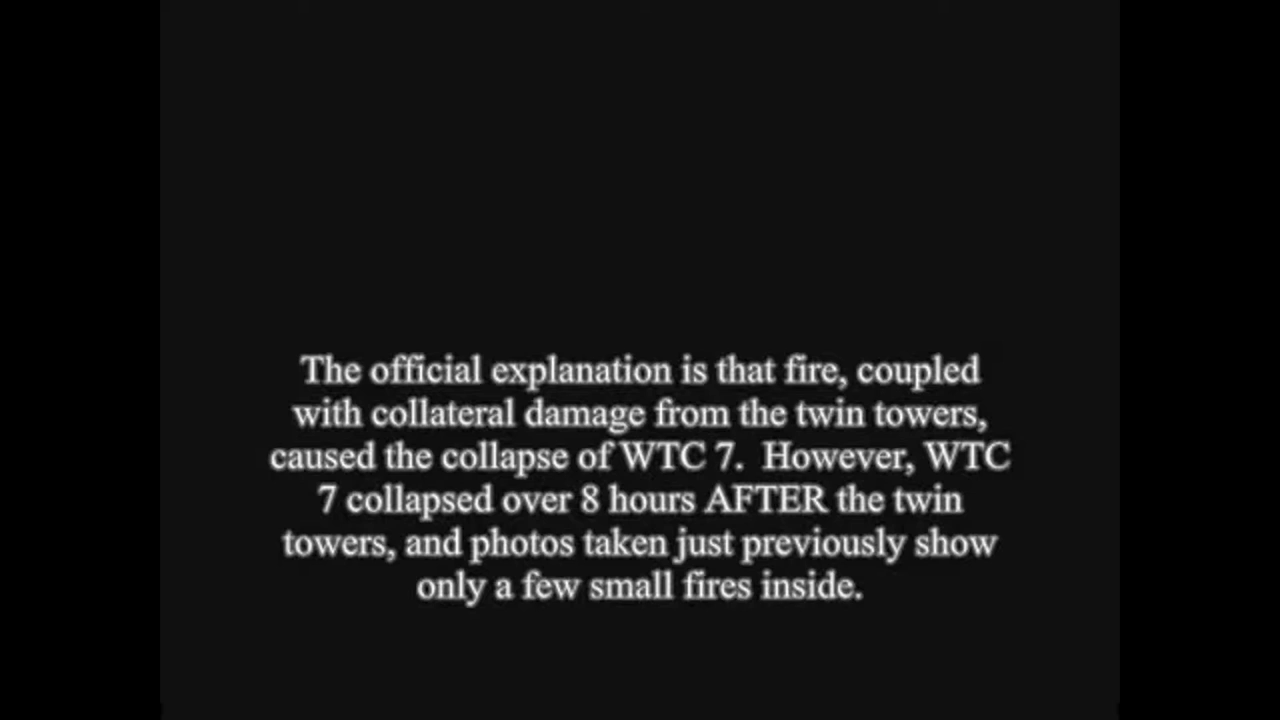 The official explanation is that fire, coupled
with collateral damage from the twin towers,
caused the collapse of WTC 7.  However, WTC
7 collapsed over 8 hours AFTER the twin
towers, and photos taken just previously show
only a few small fires inside.